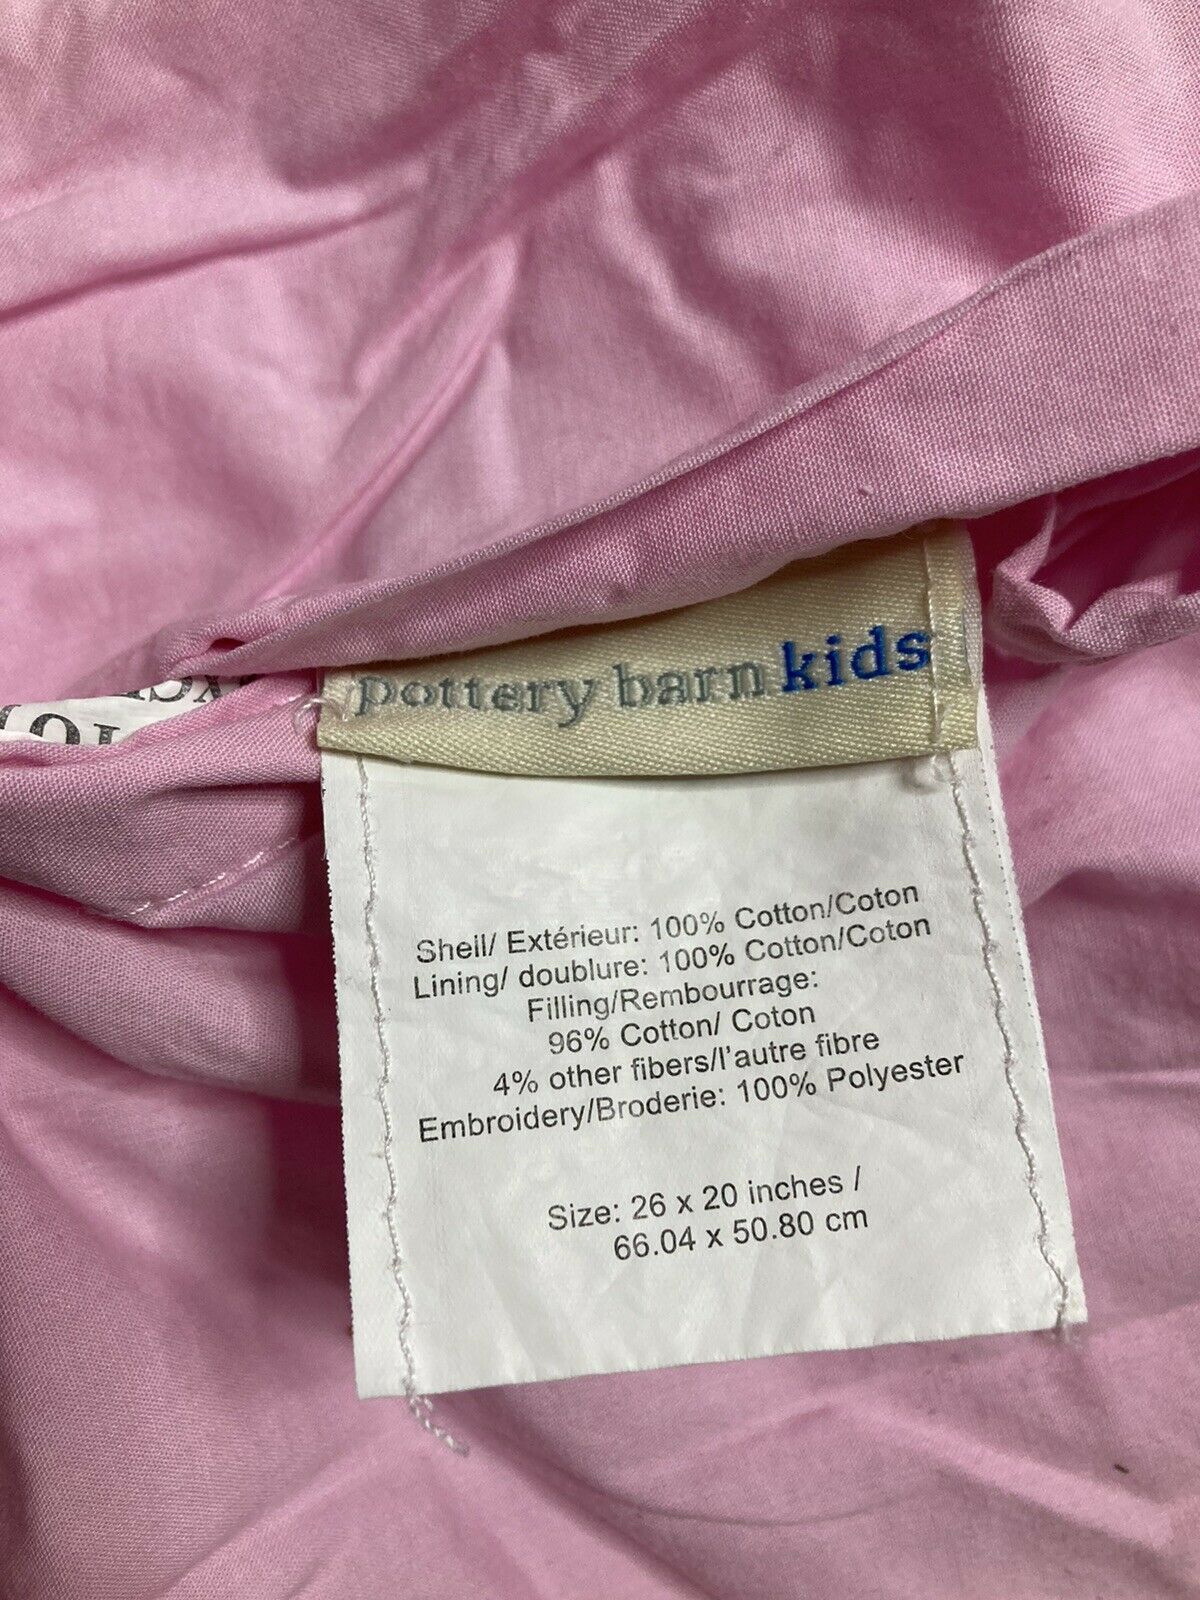 pottery barn kids
Shell/ Extérieur: 100% Cotton/Coton
Lining/ doublure: 100% Cotton/Coton
Filling/Rembourrage:
96% Cotton/ Coton
4% other fibers/l'autre fibre
Embroidery/Broderie: 100% Polyester
Size: 26 x 20 inches /
66.04 x 50.80 cm